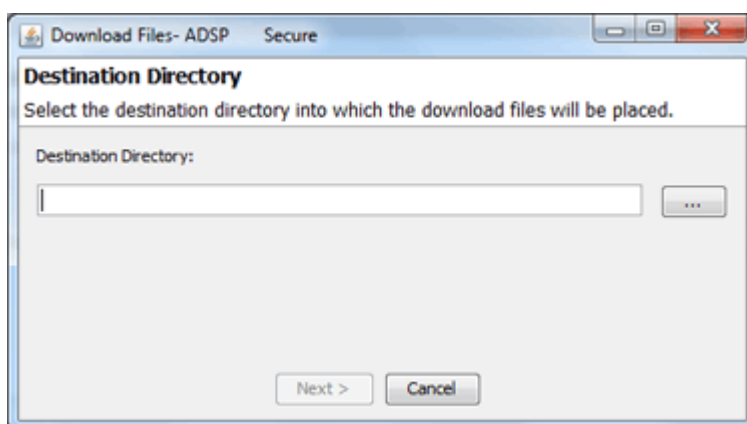 Download Files- ADSP Secure
Destination Directory
Select the destination directory into which the download files will be placed.
Destination Directory:
...
Next > Cancel